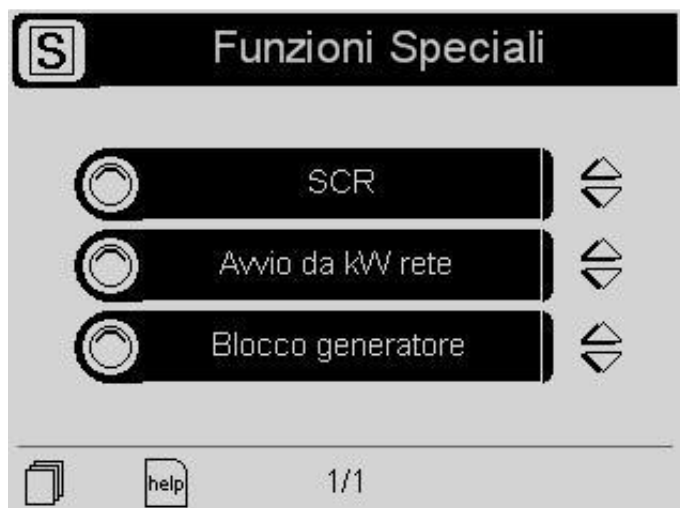 S Funzioni Speciali
SCR
Avvio da kW rete
Blocco generatore
help 1/1